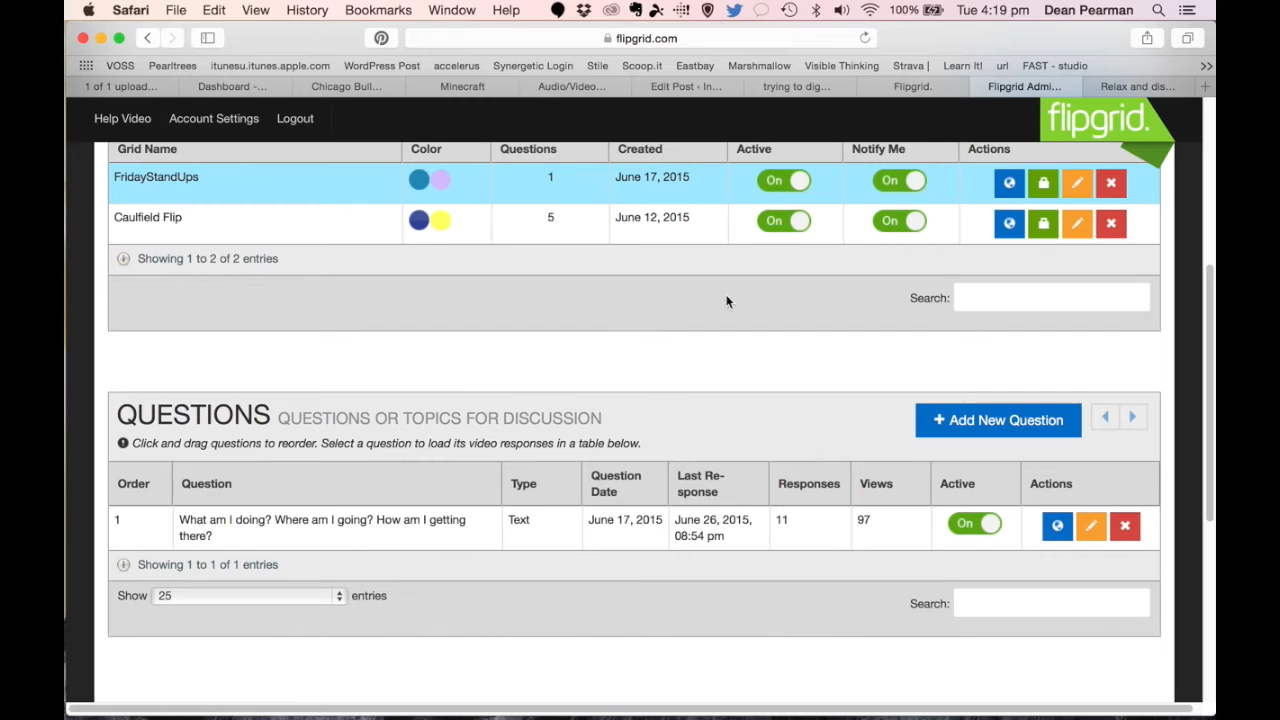 Safari File Edit View History Bookmarks Window Help 100% Tue 4:19 pm Dean Pearman
flipgrid.com
VOSS Pearltrees itunesu.itunes.apple.com WordPress Post accelerus Synergetic Login Stile Scoop.it Eastbay Marshmallow Visible Thinking Strava | Learn It! url FAST - studio
1 of 1 upload... Dashboard -... Chicago Bull... Minecraft Audio/Video... Edit Post ‹ In... trying to dig... Flipgrid. Flipgrid Admi... Relax and dis...
Help Video Account Settings Logout flipgrid.
Grid Name Color Questions Created Active Notify Me Actions
FridayStandUps 1 June 17, 2015 On On
Caulfield Flip 5 June 12, 2015 On On
Showing 1 to 2 of 2 entries
Search:
QUESTIONS QUESTIONS OR TOPICS FOR DISCUSSION
+ Add New Question
Click and drag questions to reorder. Select a question to load its video responses in a table below.
Order Question Type Question Date Last Re-sponse Responses Views Active Actions
1 What am I doing? Where am I going? How am I getting there? Text June 17, 2015 June 26, 2015, 08:54 pm 11 97 On
Showing 1 to 1 of 1 entries
Show 25 entries
Search: